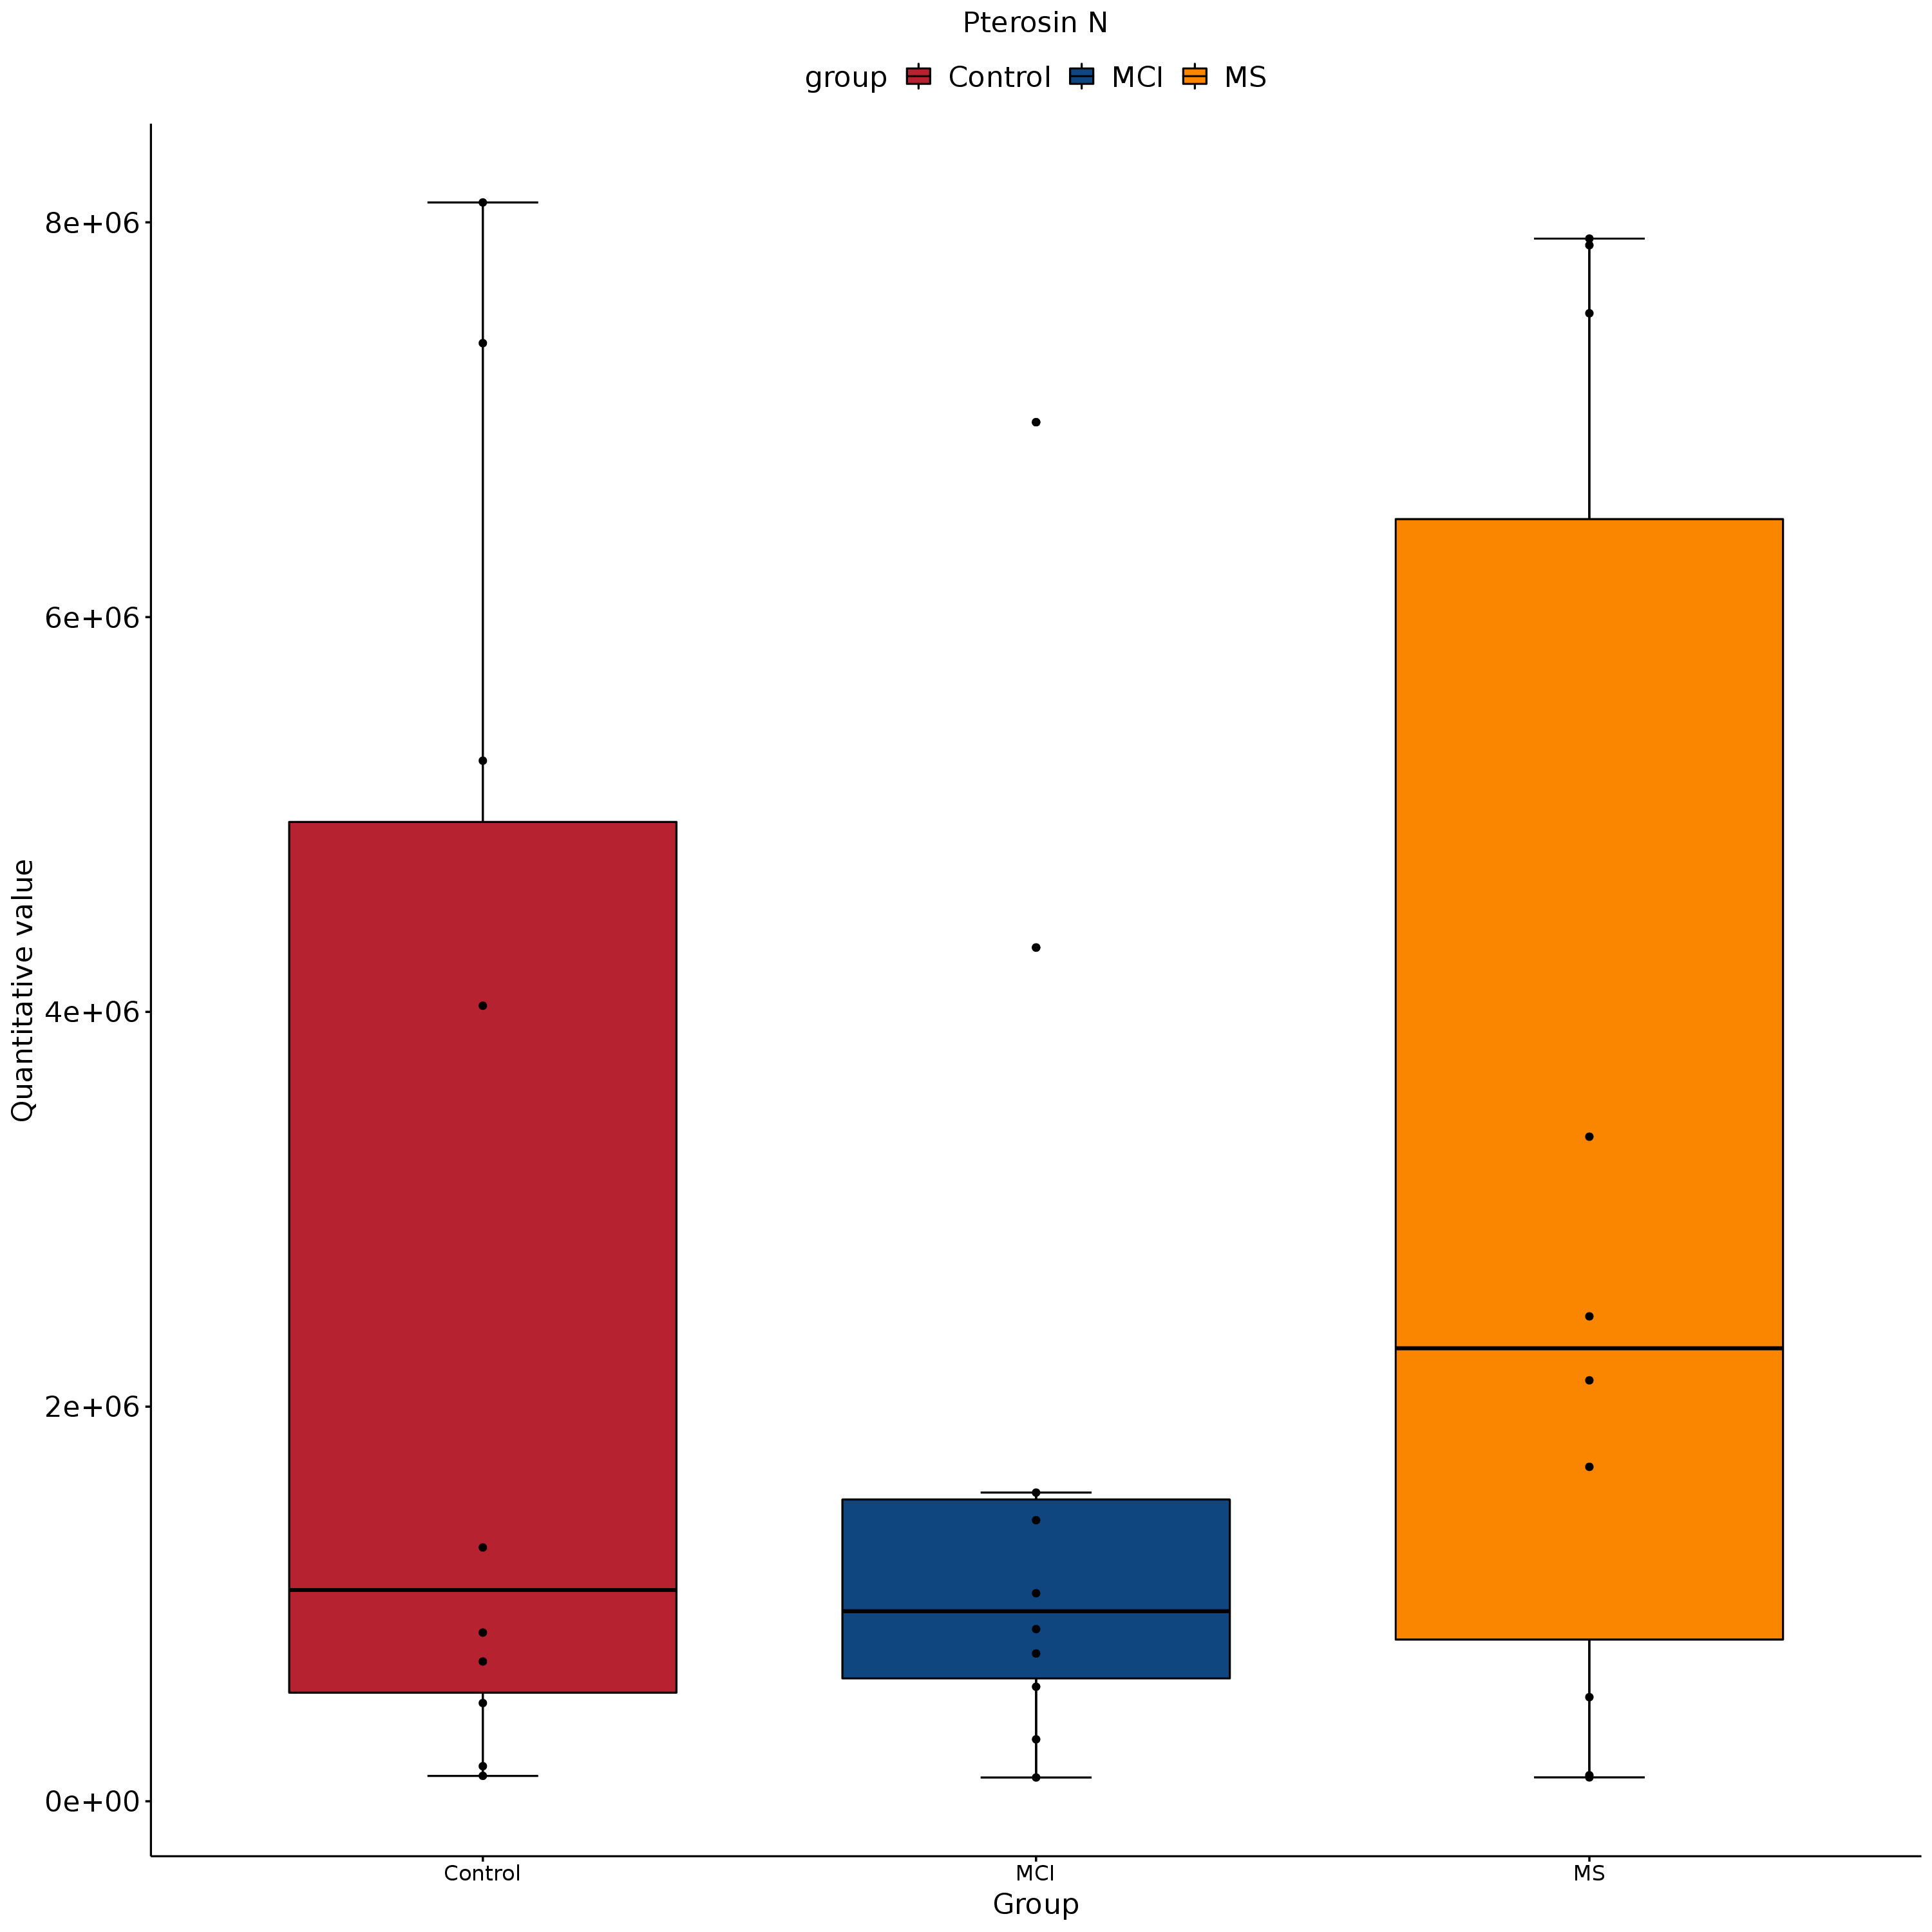 Pterosin N
group Control MCI MS
8e+06
6e+06
4e+06
2e+06
0e+00
Quantitative value
Control MCI MS
Group